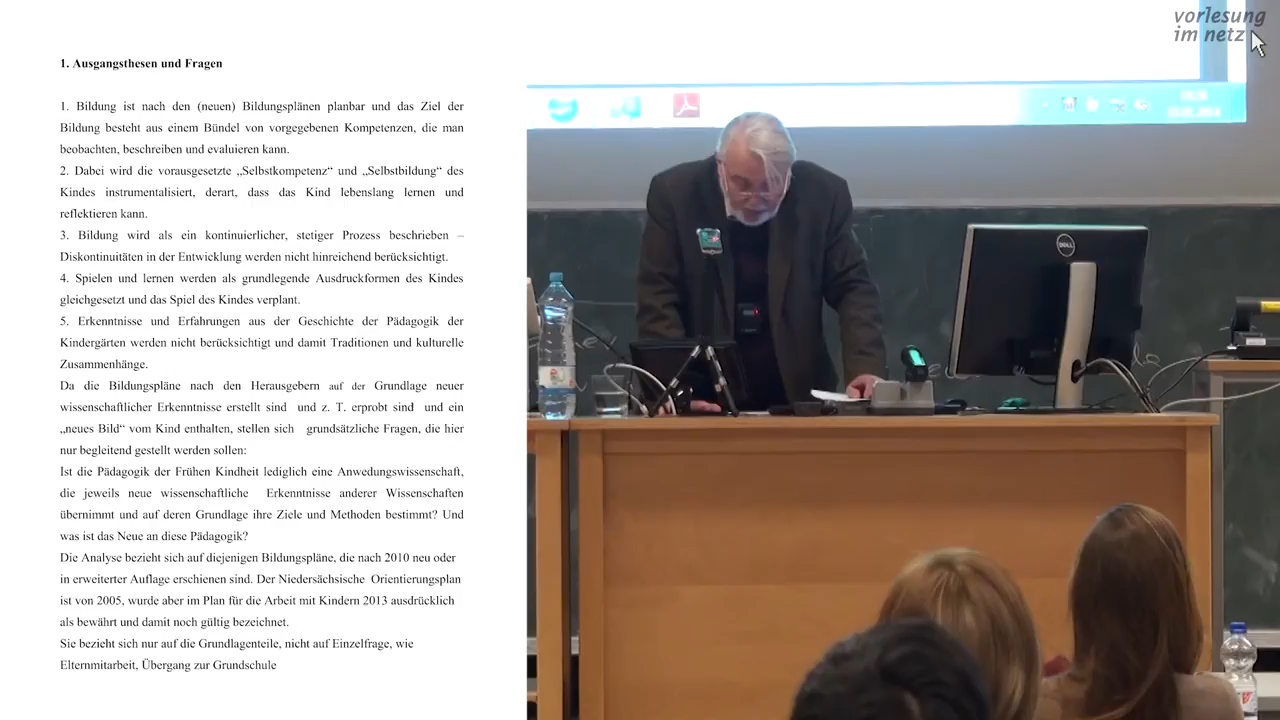 vorlesung
im netz
1. Ausgangsthesen und Fragen
1. Bildung ist nach den (neuen) Bildungsplänen planbar und das Ziel der
Bildung besteht aus einem Bündel von vorgegebenen Kompetenzen, die man
beobachten, beschreiben und evaluieren kann.
2. Dabei wird die vorausgesetzte „Selbstkompetenz“ und „Selbstbildung“ des
Kindes instrumentalisiert, derart, dass das Kind lebenslang lernen und
reflektieren kann.
3. Bildung wird als ein kontinuierlicher, stetiger Prozess beschrieben –
Diskontinuitäten in der Entwicklung werden nicht hinreichend berücksichtigt.
4. Spielen und lernen werden als grundlegende Ausdruckformen des Kindes
gleichgesetzt und das Spiel des Kindes verplant.
5. Erkenntnisse und Erfahrungen aus der Geschichte der Pädagogik der
Kindergärten werden nicht berücksichtigt und damit Traditionen und kulturelle
Zusammenhänge.
Da die Bildungspläne nach den Herausgebern auf der Grundlage neuer
wissenschaftlicher Erkenntnisse erstellt sind und z. T. erprobt sind und ein
„neues Bild“ vom Kind enthalten, stellen sich grundsätzliche Fragen, die hier
nur begleitend gestellt werden sollen:
Ist die Pädagogik der Frühen Kindheit lediglich eine Anwedungswissenschaft,
die jeweils neue wissenschaftliche Erkenntnisse anderer Wissenschaften
übernimmt und auf deren Grundlage ihre Ziele und Methoden bestimmt? Und
was ist das Neue an diese Pädagogik?
Die Analyse bezieht sich auf diejenigen Bildungspläne, die nach 2010 neu oder
in erweiterter Auflage erschienen sind. Der Niedersächsische Orientierungsplan
ist von 2005, wurde aber im Plan für die Arbeit mit Kindern 2013 ausdrücklich
als bewährt und damit noch gültig bezeichnet.
Sie bezieht sich nur auf die Grundlagenteile, nicht auf Einzelfrage, wie
Elternmitarbeit, Übergang zur Grundschule
DELL